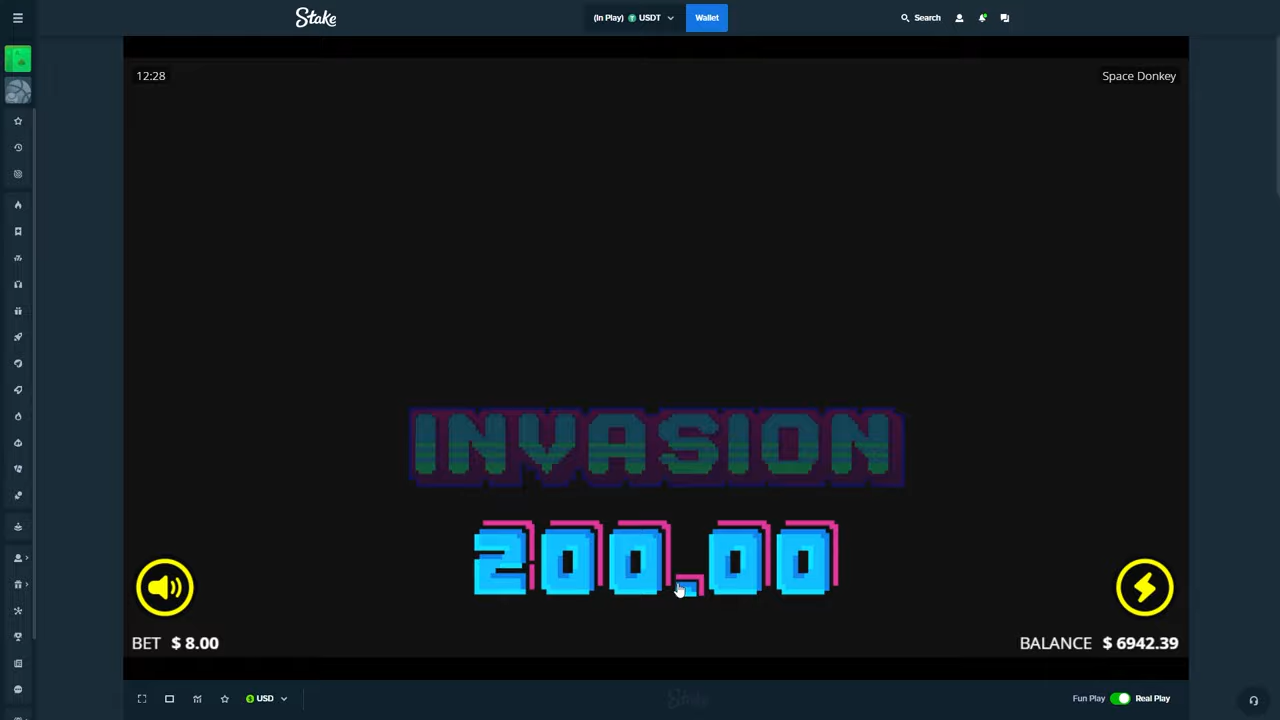 Stake
(In Play) USDT
Wallet
Search
12:28
Space Donkey
INVASION
200.00
BET $ 8.00
BALANCE $ 6942.39
USD
Stake
Fun Play
Real Play